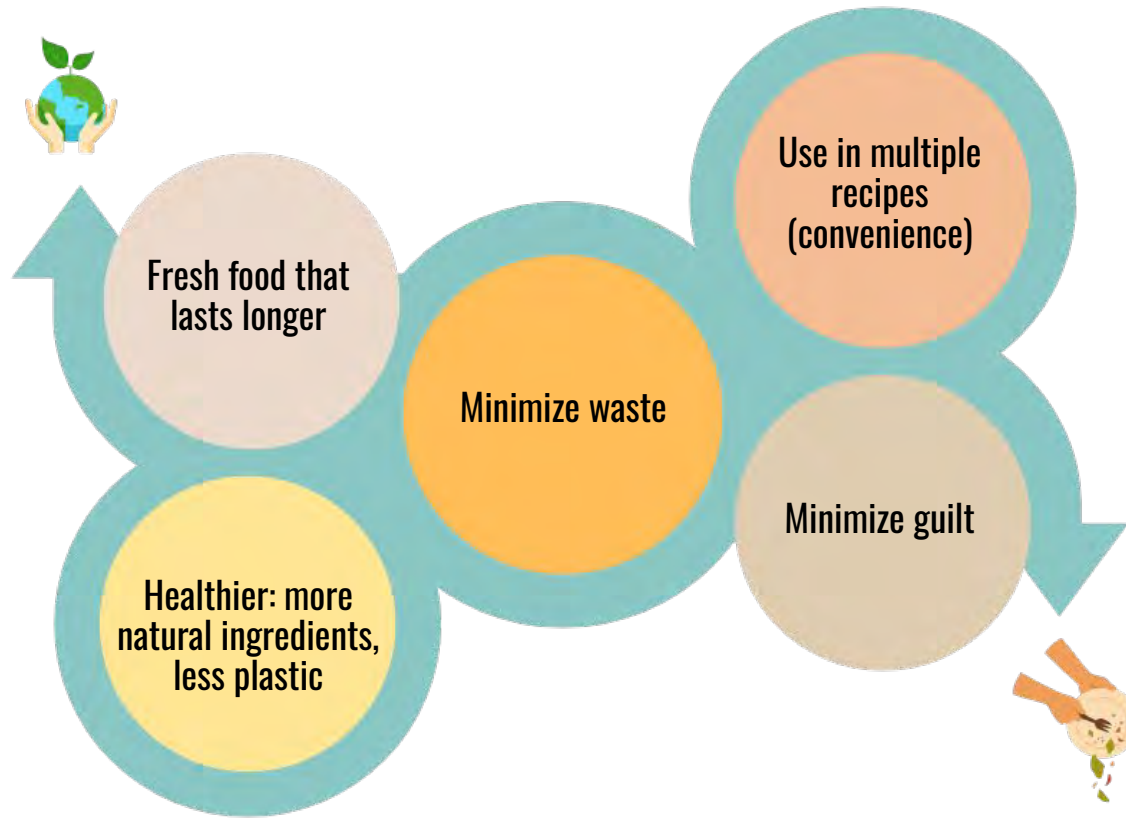 Fresh food that
lasts longer
Healthier: more
natural ingredients,
less plastic
Minimize waste
Use in multiple
recipes
(convenience)
Minimize guilt